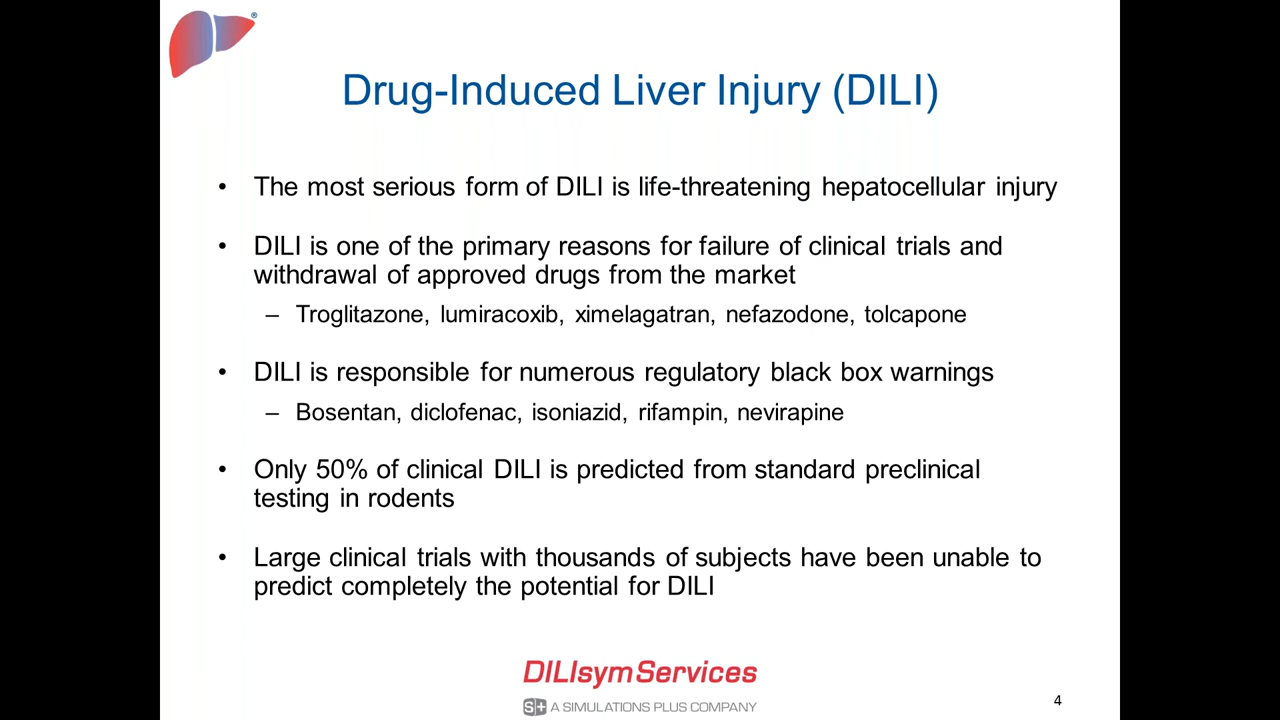 ®
Drug-Induced Liver Injury (DILI)
• The most serious form of DILI is life-threatening hepatocellular injury
• DILI is one of the primary reasons for failure of clinical trials and
withdrawal of approved drugs from the market
– Troglitazone, lumiracoxib, ximelagatran, nefazodone, tolcapone
• DILI is responsible for numerous regulatory black box warnings
– Bosentan, diclofenac, isoniazid, rifampin, nevirapine
• Only 50% of clinical DILI is predicted from standard preclinical
testing in rodents
• Large clinical trials with thousands of subjects have been unable to
predict completely the potential for DILI
DILIsym Services
S+ A SIMULATIONS PLUS COMPANY
4